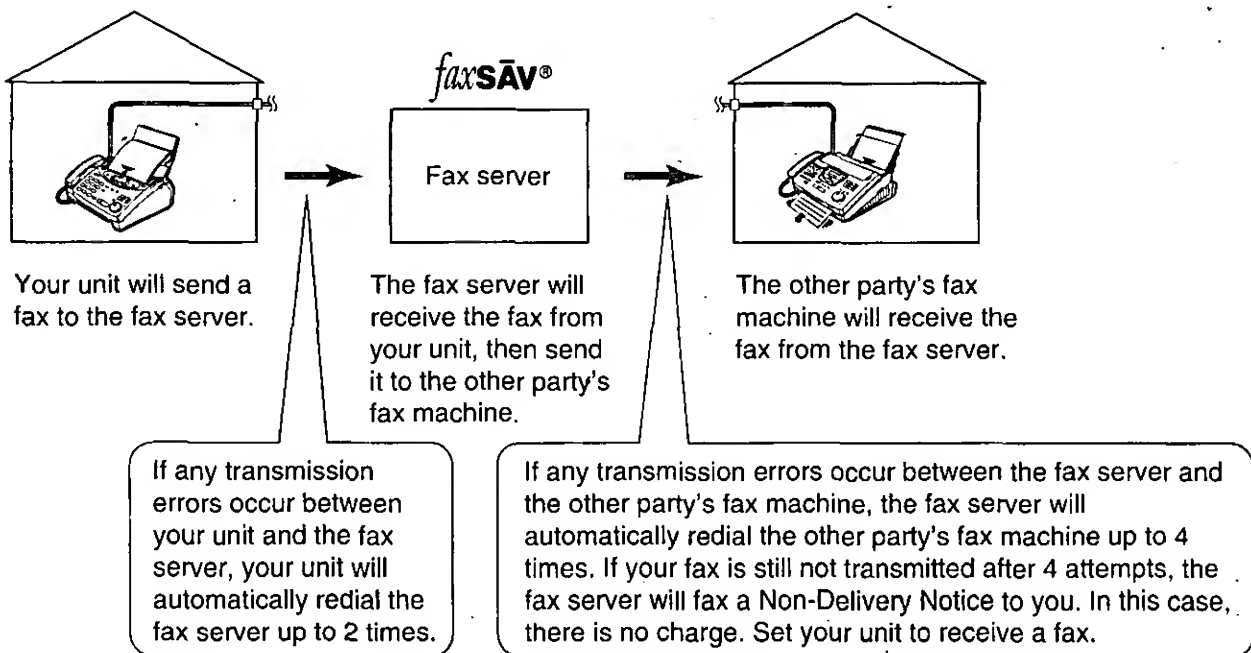 faxSĀV®
Fax server
Your unit will send a
fax to the fax server.
The fax server will
receive the fax from
your unit, then send
it to the other party's
fax machine.
The other party's fax
machine will receive the
fax from the fax server.
If any transmission
errors occur between
your unit and the fax
server, your unit will
automatically redial the
fax server up to 2 times.
If any transmission errors occur between the fax server and
the other party's fax machine, the fax server will
automatically redial the other party's fax machine up to 4
times. If your fax is still not transmitted after 4 attempts, the
fax server will fax a Non-Delivery Notice to you. In this case,
there is no charge. Set your unit to receive a fax.